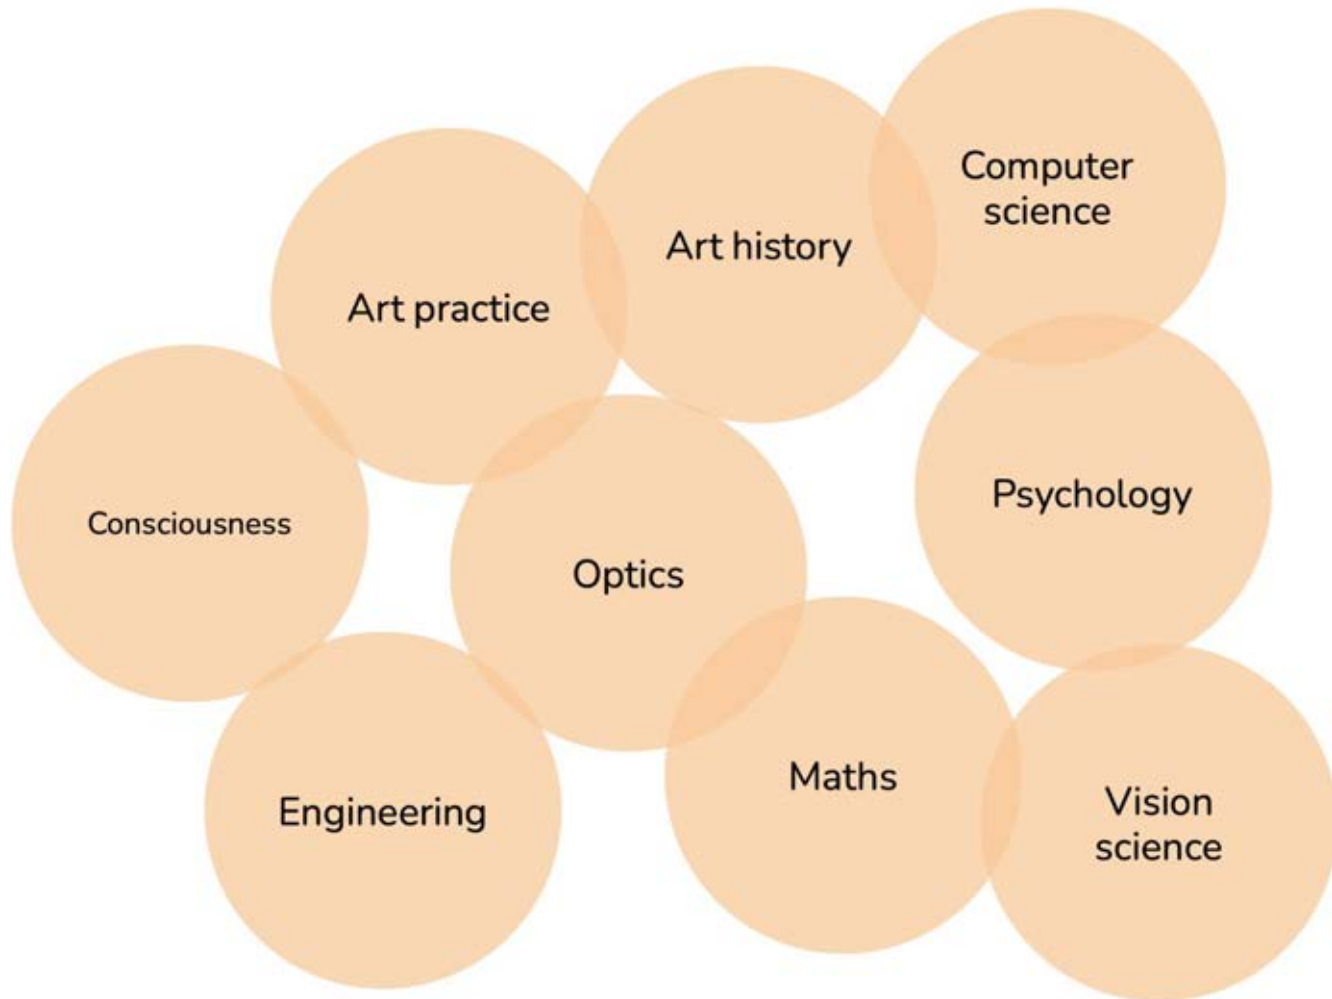 Computer
science
Art history
Art practice
Psychology
Consciousness
Optics
Maths
Vision
science
Engineering